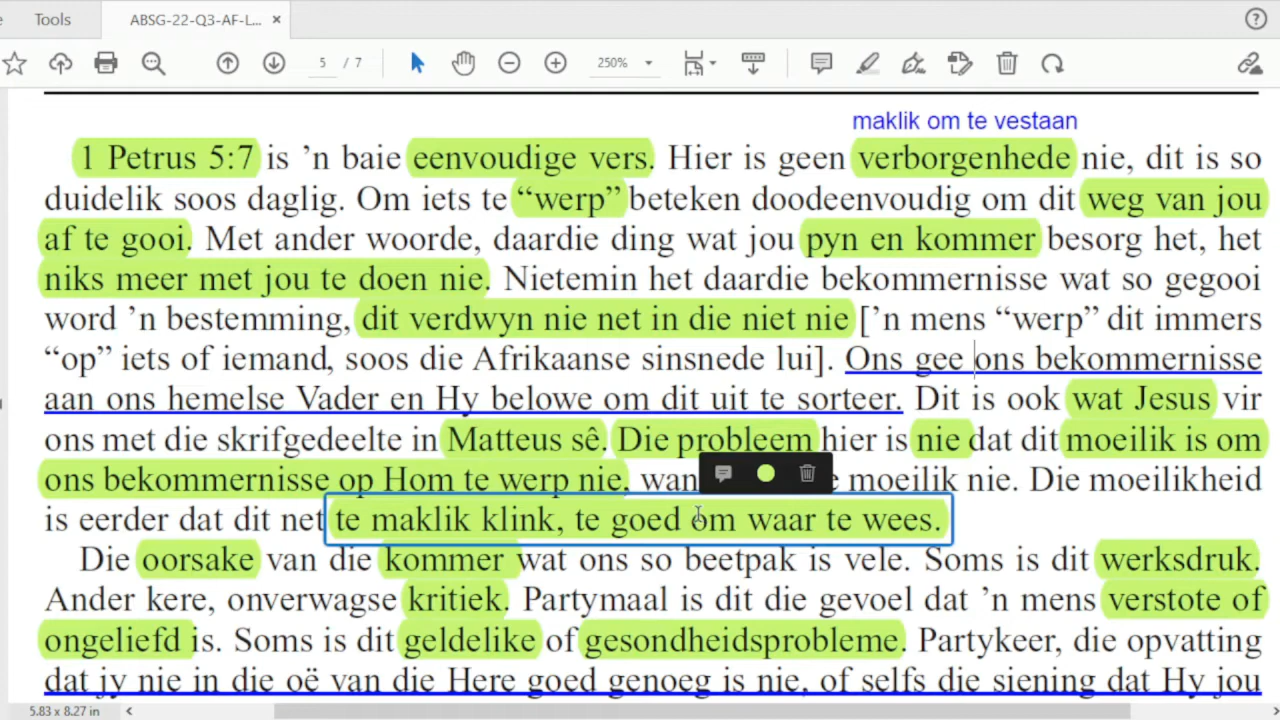 Tools
ABSG-22-Q3-AF-L...
5 / 7
250%
maklik om te vestaan
1 Petrus 5:7 is ’n baie eenvoudige vers. Hier is geen verborgenhede nie, dit is so
duidelik soos daglig. Om iets te “werp” beteken doodeenvoudig om dit weg van jou
af te gooi. Met ander woorde, daardie ding wat jou pyn en kommer besorg het, het
niks meer met jou te doen nie. Nietemin het daardie bekommernisse wat so gegooi
word ’n bestemming, dit verdwyn nie net in die niet nie [’n mens “werp” dit immers
“op” iets of iemand, soos die Afrikaanse sinsnede lui]. Ons gee ons bekommernisse
aan ons hemelse Vader en Hy belowe om dit uit te sorteer. Dit is ook wat Jesus vir
ons met die skrifgedeelte in Matteus sê. Die probleem hier is nie dat dit moeilik is om
ons bekommernisse op Hom te werp nie, moeilik nie. Die moeilikheid
is eerder dat dit net te maklik klink, te goed om waar te wees.
Die oorsake van die kommer wat ons so beetpak is vele. Soms is dit werksdruk.
Ander kere, onverwagse kritiek. Partymaal is dit die gevoel dat ’n mens verstote of
ongeliefd is. Soms is dit geldelike of gesondheidsprobleme. Partykeer, die opvatting
dat jy nie in die oë van die Here goed genoeg is nie, of selfs die siening dat Hy jou
5.83 x 8.27 in